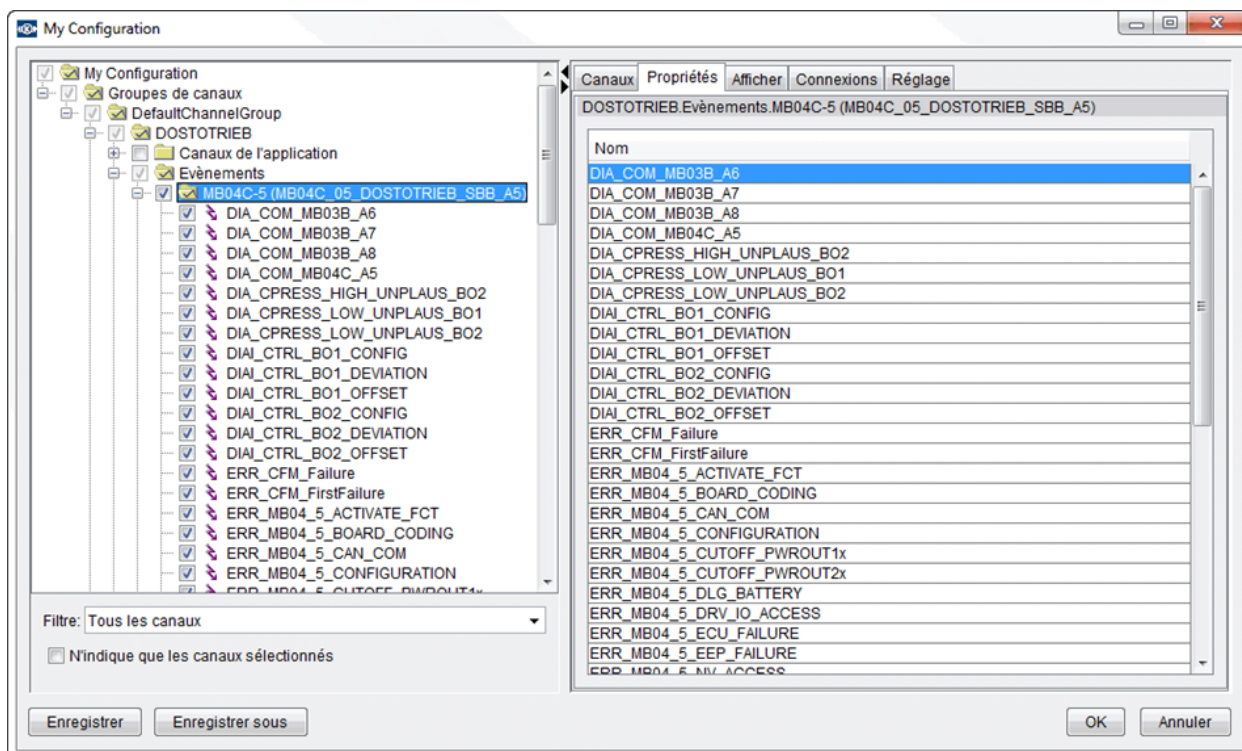 My Configuration
My Configuration
Groupes de canaux
DefaultChannelGroup
DOSTOTRIEB
Canaux de l'application
Evènements
MB04C-5 (MB04C_05_DOSTOTRIEB_SBB_A5)
DIA_COM_MB03B_A6
DIA_COM_MB03B_A7
DIA_COM_MB03B_A8
DIA_COM_MB04C_A5
DIA_CPRESS_HIGH_UNPLAUS_BO2
DIA_CPRESS_LOW_UNPLAUS_BO1
DIA_CPRESS_LOW_UNPLAUS_BO2
DIAI_CTRL_BO1_CONFIG
DIAI_CTRL_BO1_DEVIATION
DIAI_CTRL_BO1_OFFSET
DIAI_CTRL_BO2_CONFIG
DIAI_CTRL_BO2_DEVIATION
DIAI_CTRL_BO2_OFFSET
ERR_CFM_Failure
ERR_CFM_FirstFailure
ERR_MB04_5_ACTIVATE_FCT
ERR_MB04_5_BOARD_CODING
ERR_MB04_5_CAN_COM
ERR_MB04_5_CONFIGURATION
ERR_MB04_5_CUTOFF_PWROUT1x
Filtre: Tous les canaux
N'indique que les canaux sélectionnés
Canaux Propriétés Afficher Connexions Réglage
DOSTOTRIEB.Evènements.MB04C-5 (MB04C_05_DOSTOTRIEB_SBB_A5)
Nom
DIA_COM_MB03B_A6
DIA_COM_MB03B_A7
DIA_COM_MB03B_A8
DIA_COM_MB04C_A5
DIA_CPRESS_HIGH_UNPLAUS_BO2
DIA_CPRESS_LOW_UNPLAUS_BO1
DIA_CPRESS_LOW_UNPLAUS_BO2
DIAI_CTRL_BO1_CONFIG
DIAI_CTRL_BO1_DEVIATION
DIAI_CTRL_BO1_OFFSET
DIAI_CTRL_BO2_CONFIG
DIAI_CTRL_BO2_DEVIATION
DIAI_CTRL_BO2_OFFSET
ERR_CFM_Failure
ERR_CFM_FirstFailure
ERR_MB04_5_ACTIVATE_FCT
ERR_MB04_5_BOARD_CODING
ERR_MB04_5_CAN_COM
ERR_MB04_5_CONFIGURATION
ERR_MB04_5_CUTOFF_PWROUT1x
ERR_MB04_5_CUTOFF_PWROUT2x
ERR_MB04_5_DLG_BATTERY
ERR_MB04_5_DRV_IO_ACCESS
ERR_MB04_5_ECU_FAILURE
ERR_MB04_5_EEP_FAILURE
ERR_MB04_5_NV_ACCESS
Enregistrer
Enregistrer sous
OK
Annuler